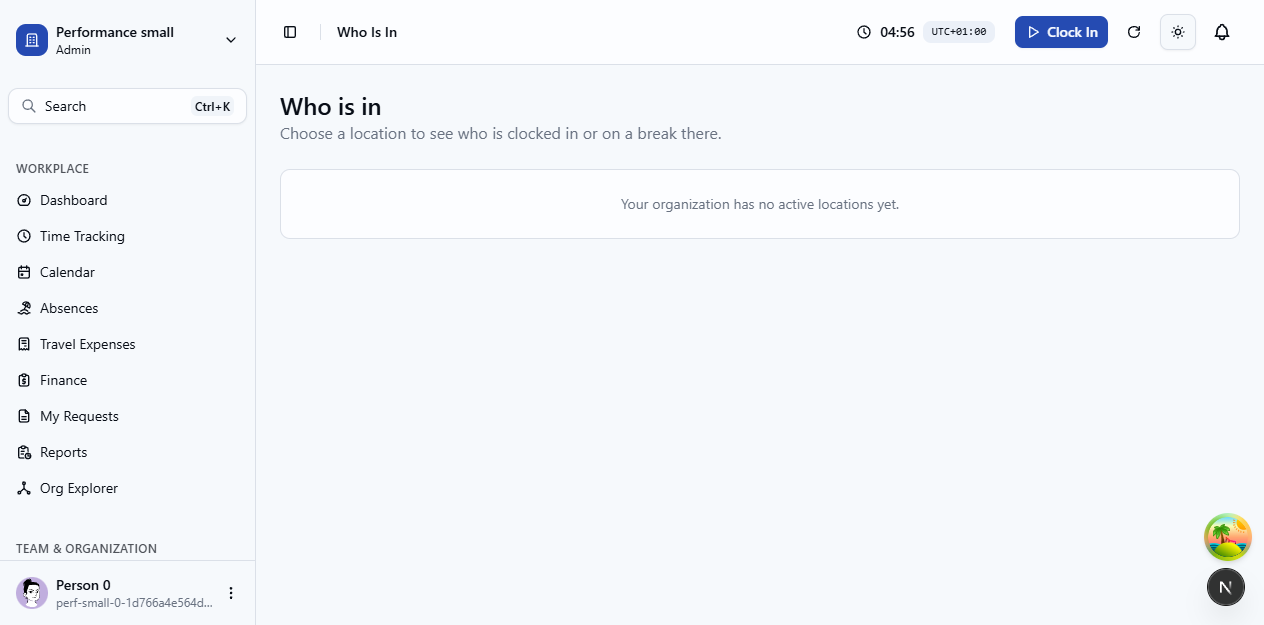 Performance small
Admin
Search
Ctrl+K
WORKPLACE
Dashboard
Time Tracking
Calendar
Absences
Travel Expenses
Finance
My Requests
Reports
Org Explorer
TEAM & ORGANIZATION
Person 0
perf-small-0-1d766a4e564d...
Who Is In
04:56
UTC+01:00
Clock In
Who is in
Choose a location to see who is clocked in or on a break there.
Your organization has no active locations yet.
N